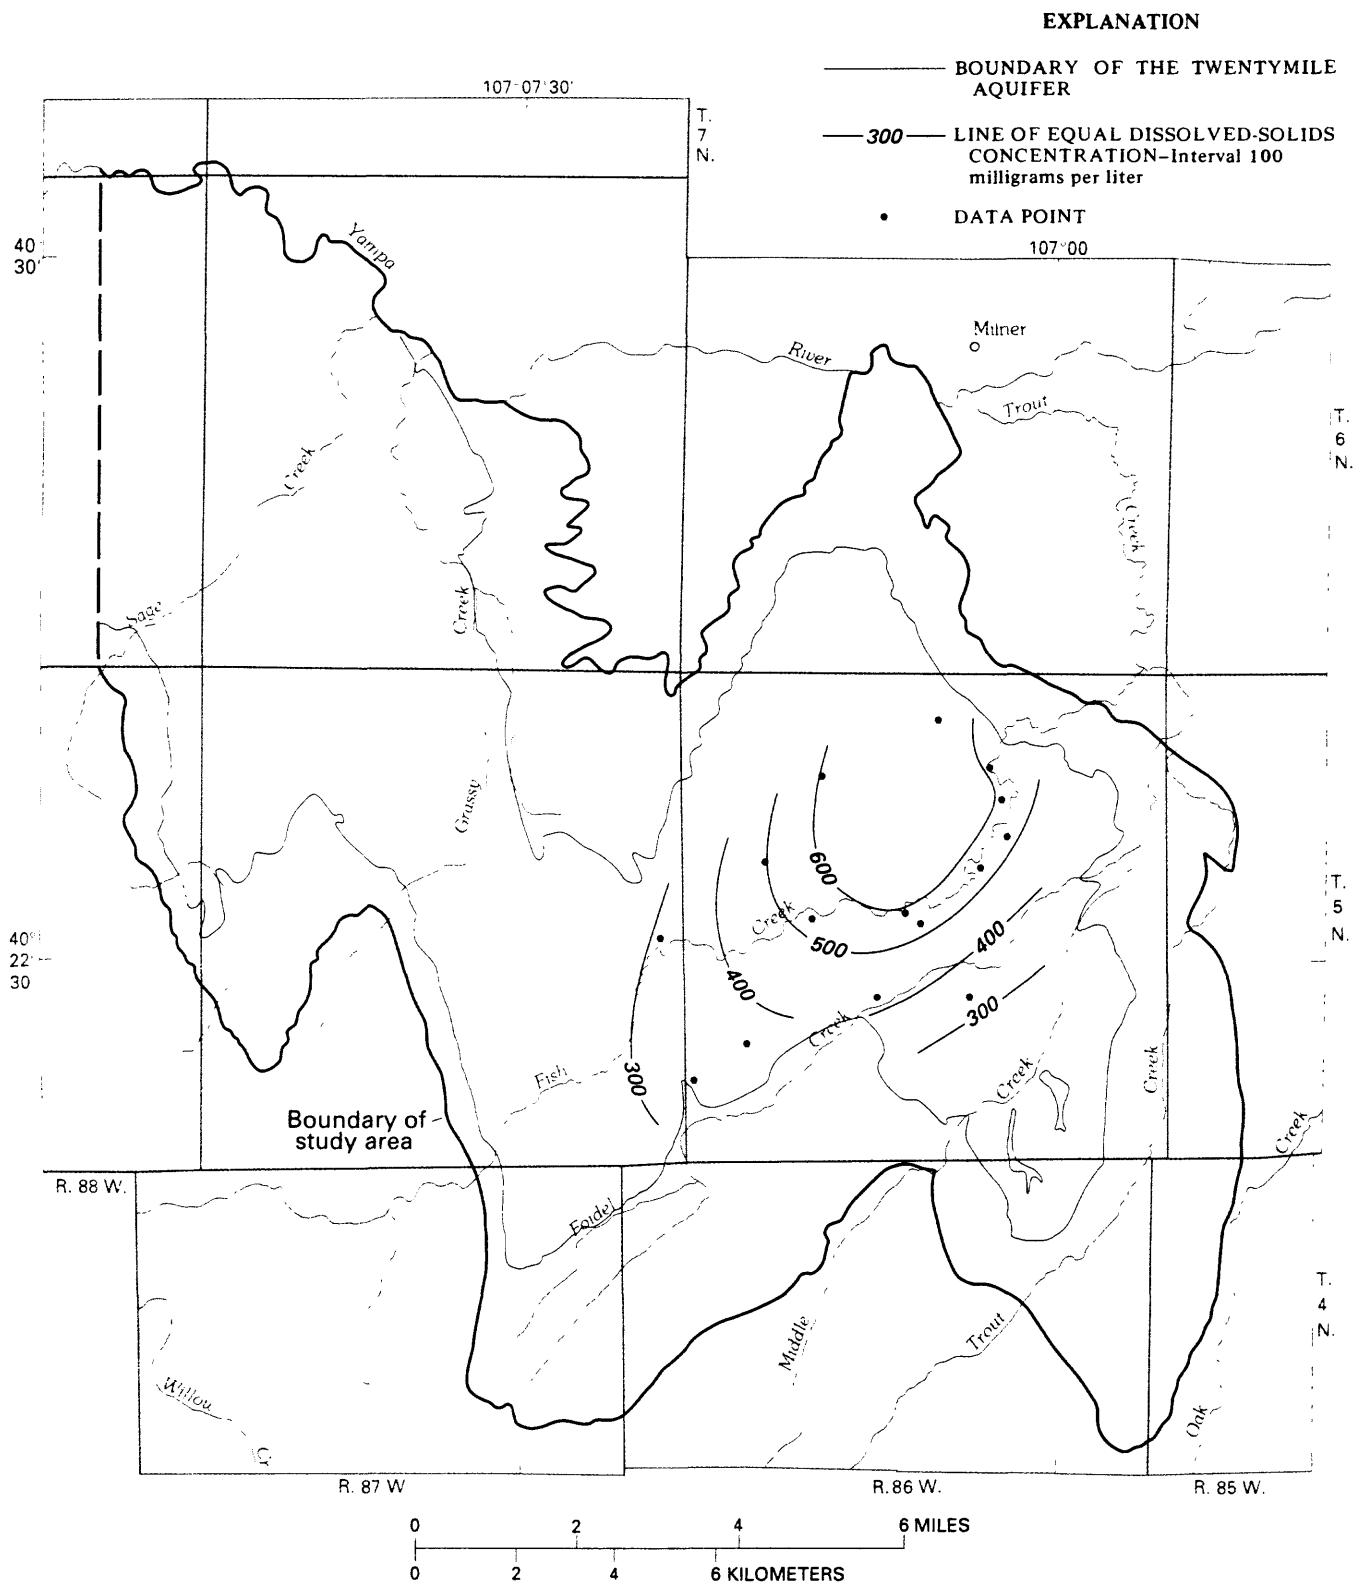 EXPLANATION
BOUNDARY OF THE TWENTYMILE
AQUIFER
300
LINE OF EQUAL DISSOLVED-SOLIDS
CONCENTRATION–Interval 100
milligrams per liter
DATA POINT
107°07'30'
107°00'
T.
7
N.
40
30'
Yampa
Milner
River
Trout
T.
6
N.
Creek
Creek
Creek
Sage
Grassy
600
Creek
500
400
400
T.
5
N.
40°
22'
30
300
Creek
Fish
300
Creek
Creek
Creek
Boundary of
study area
R. 88 W.
Foidel
T.
4
N.
Middle
Trout
Willow
Cr
Oak
R. 87 W
R. 86 W.
R. 85 W.
0 2 4 6 MILES
0 2 4 6 KILOMETERS